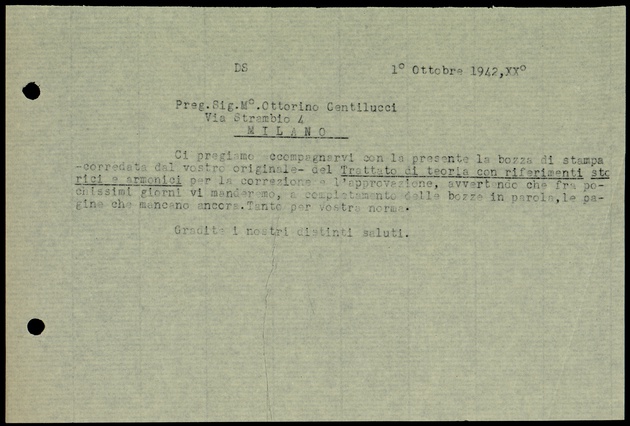 DS 1° Ottobre 1942,XX°
Preg.Sig.M°.Ottorino Gentilucci
Via Strambio 4
M I L A N O
Ci pregiamo accompagnarvi con la presente la bozza di stampa
-corredata dal vostro originale- del Trattato di teoria con riferimenti sto
rici e armonici per la correzione e l'approvazione, avvertendo che fra po-
chissimi giorni vi manderemo, a completamento delle bozze in parola,le pa-
gine che mancano ancora.Tanto per vostra norma.
Gradite i nostri distinti saluti.